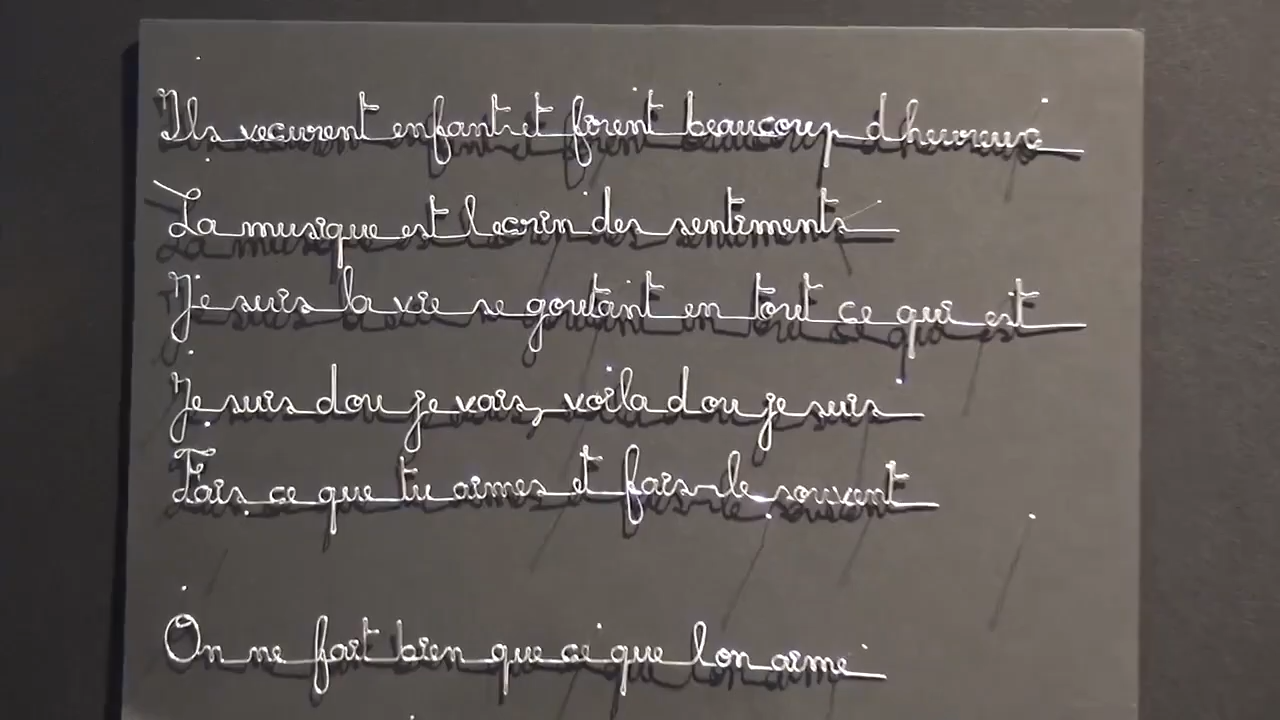 Ils vecurent enfant et firent beaucoup d heureux
La musique est lecrin des sentiments
Je suis la vie se goutant en tout ce qui est
Je suis dou je vais, voila dou je suis
Fais ce que tu aimes et fais-le souvent
On ne fait bien que ce que lon aime